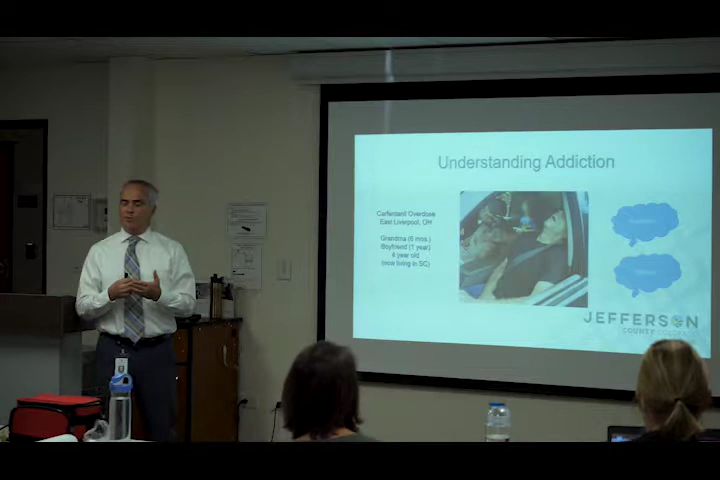 Understanding Addiction
Carfentanil Overdose
East Liverpool, OH
Grandma (6 mos.)
Boyfriend (1 year)
4 year old
(now living in SC)
JEFFERSON
COUNTY COLORADO